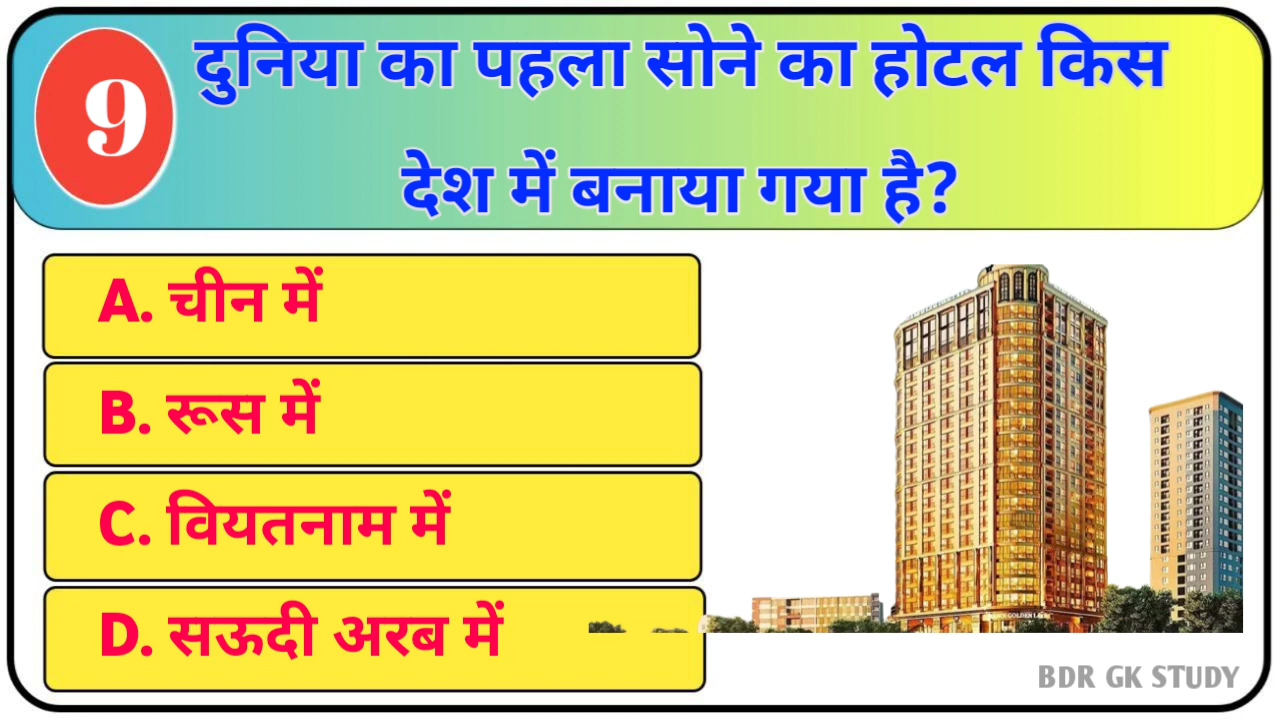 9
दुनिया का पहला सोने का होटल किस
देश में बनाया गया है?
A. चीन में
B. रूस में
C. वियतनाम में
D. सऊदी अरब में
BDR GK STUDY